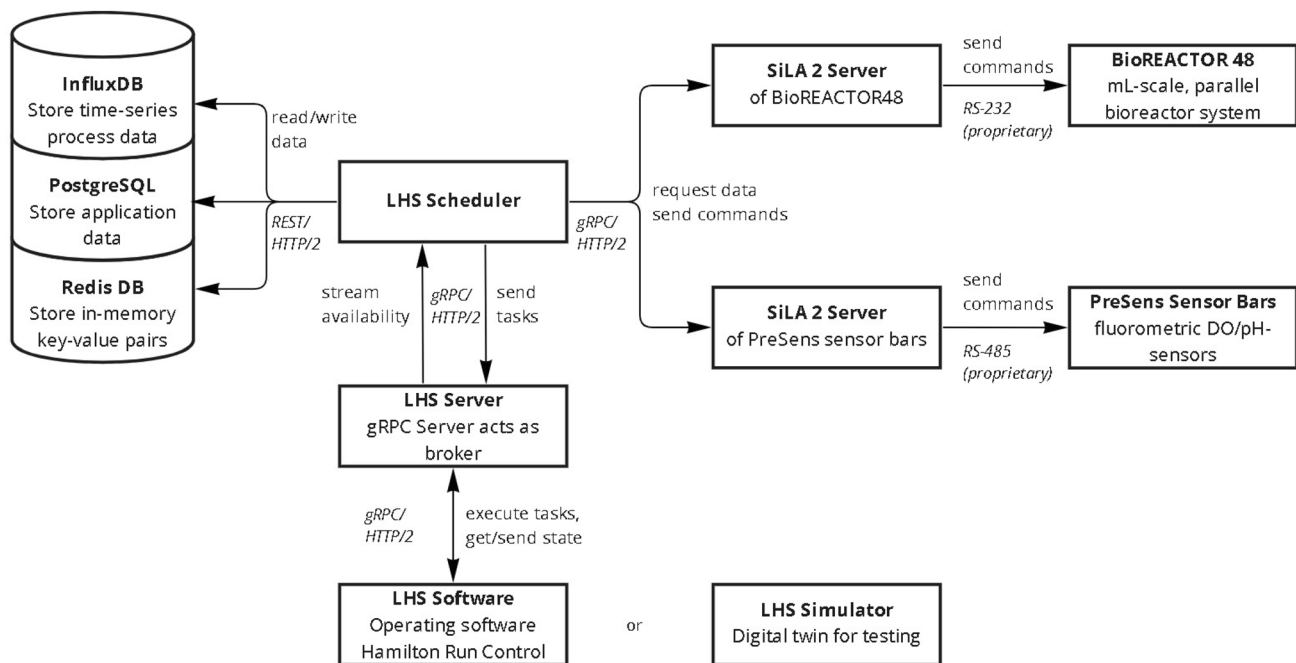 InfluxDB
Store time-series
process data
PostgreSQL
Store application
data
Redis DB
Store in-memory
key-value pairs
read/write
data
REST/
HTTP/2
LHS Scheduler
gRPC/
HTTP/2
request data
send commands
SiLA 2 Server
of BioREACTOR48
send
commands
RS-232
(proprietary)
BioREACTOR 48
mL-scale, parallel
bioreactor system
SiLA 2 Server
of PreSens sensor bars
send
commands
RS-485
(proprietary)
PreSens Sensor Bars
fluorometric DO/pH-
sensors
stream
availability
gRPC/
HTTP/2
send
tasks
LHS Server
gRPC Server acts as
broker
gRPC/
HTTP/2
execute tasks,
get/send state
LHS Software
Operating software
Hamilton Run Control
or
LHS Simulator
Digital twin for testing